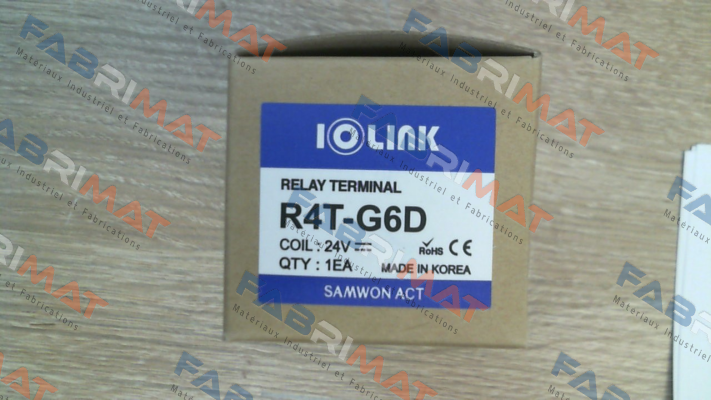 IOLINK
RELAY TERMINAL
R4T-G6D
COIL : 24V
RoHS CE
QTY : 1EA
MADE IN KOREA
SAMWON ACT
FABRIMAT
Matériaux Industriel et Fabrications